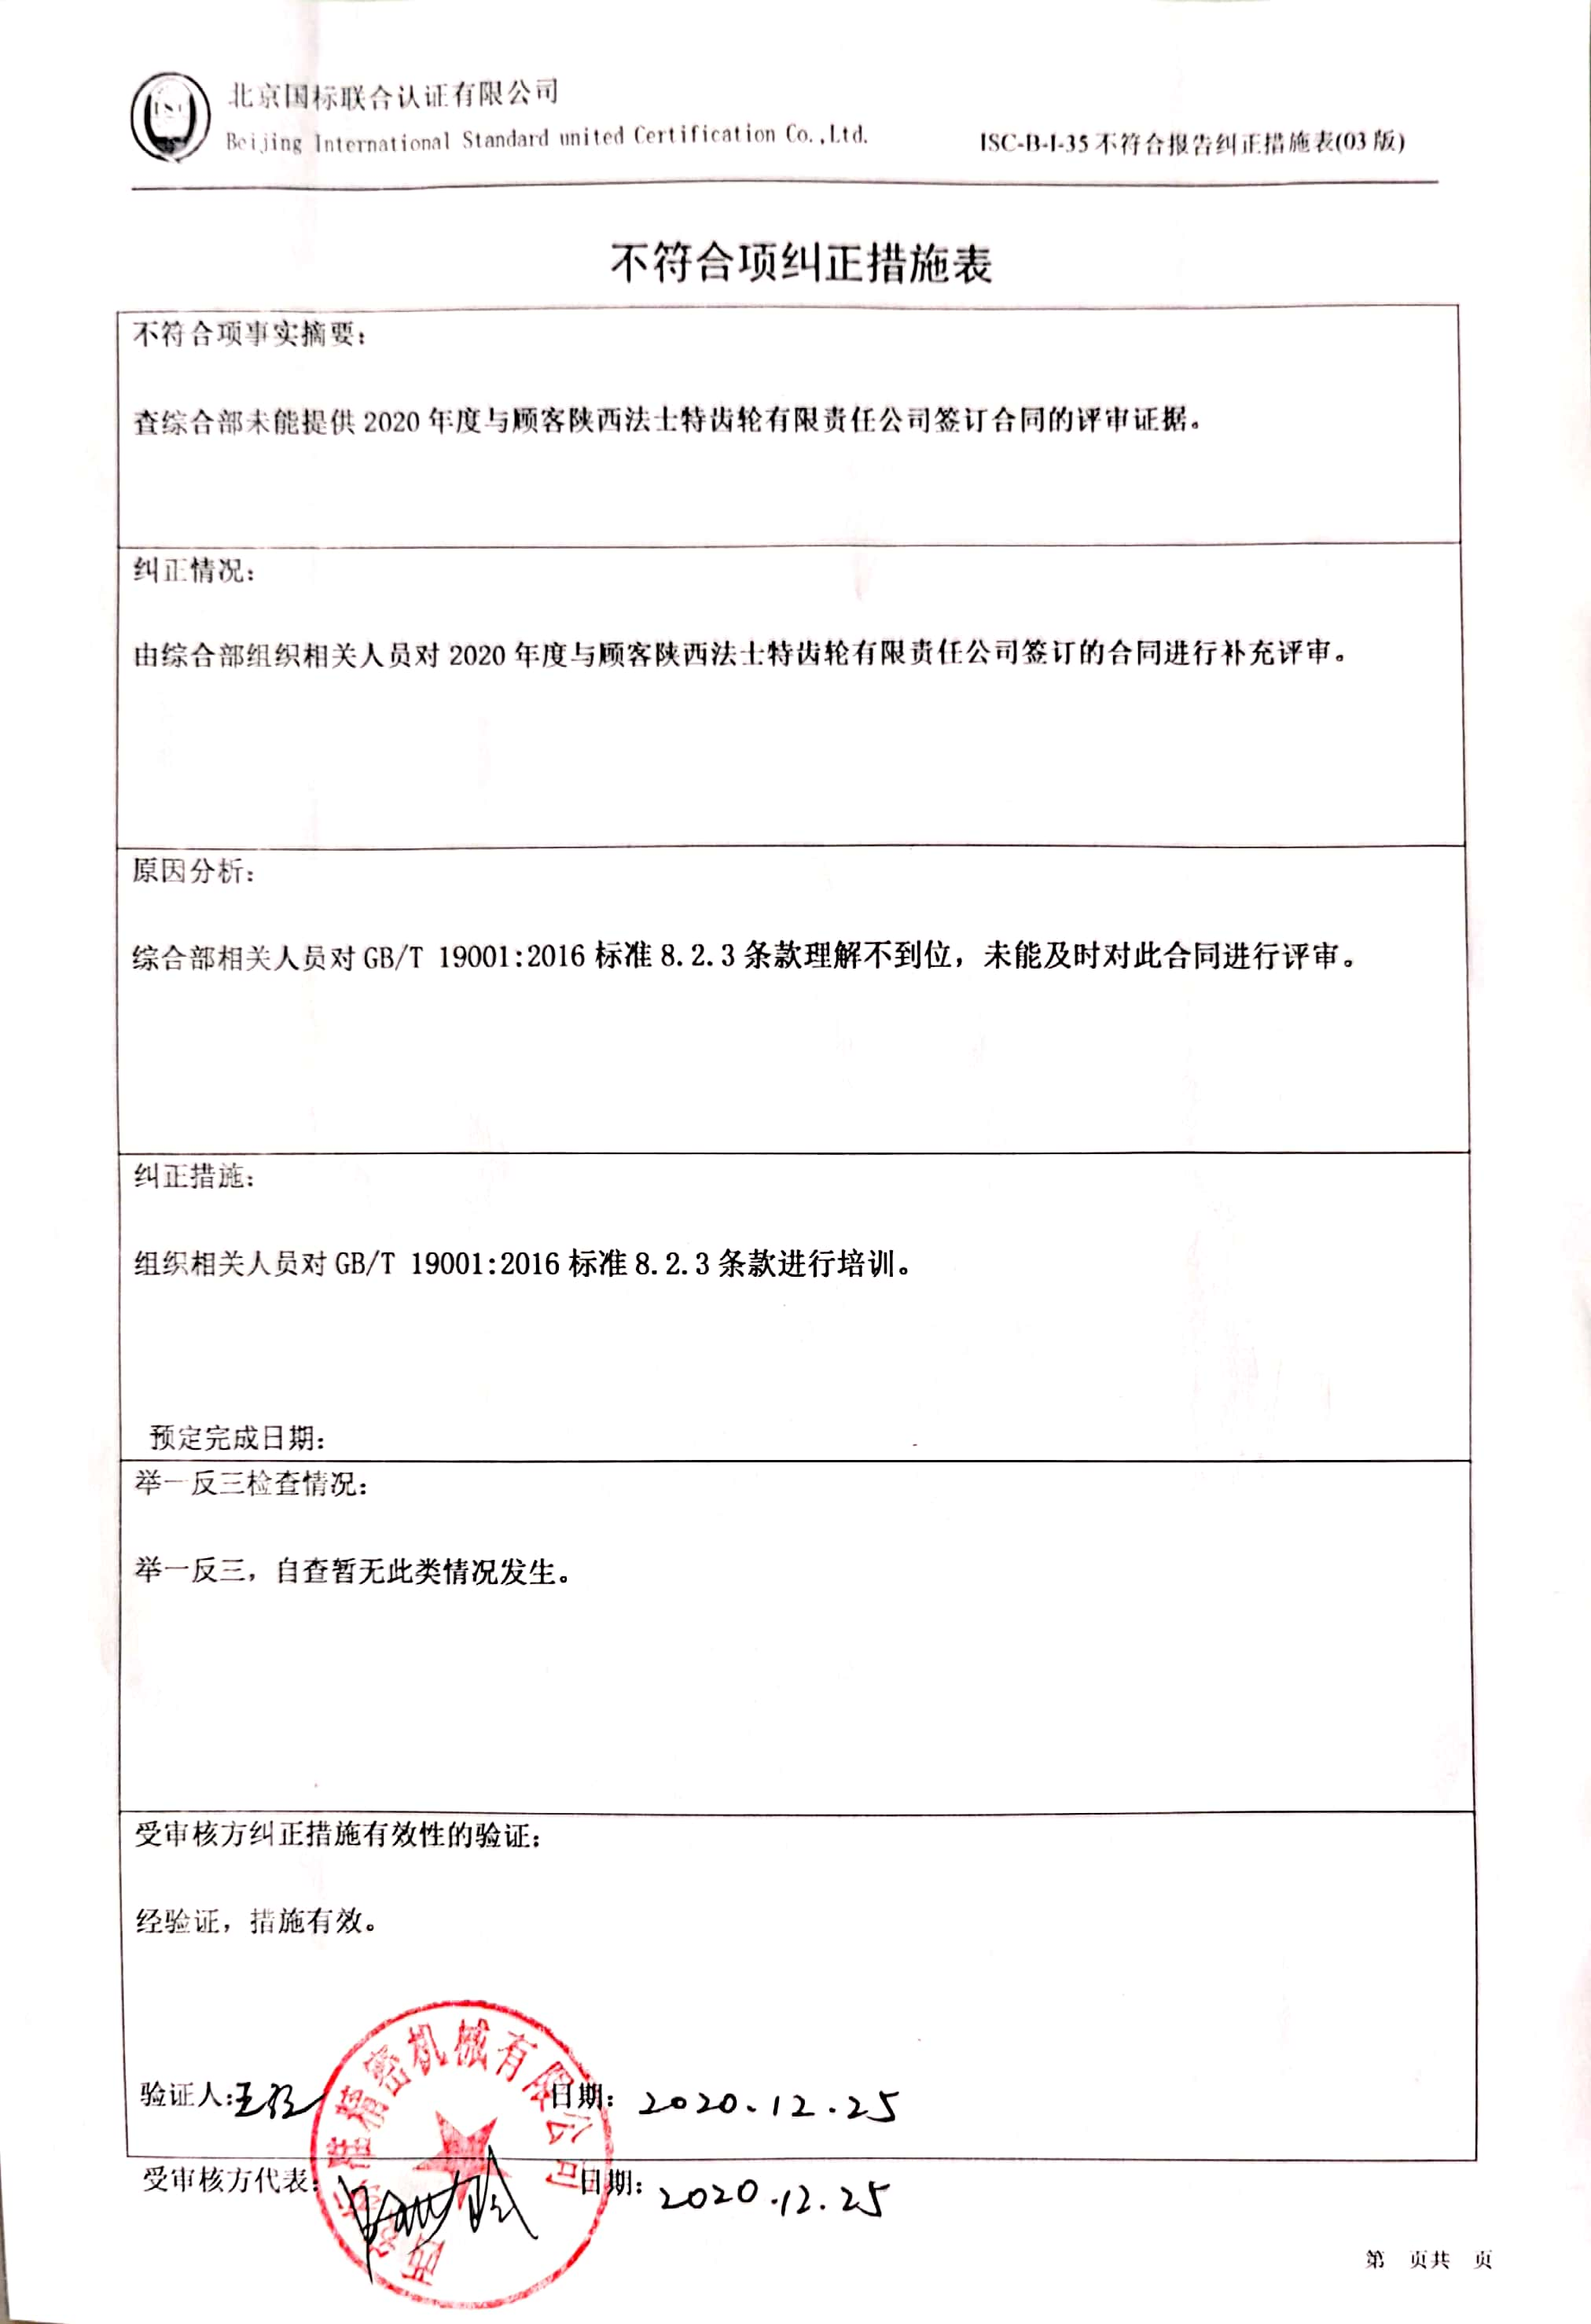 北京国标联合认证有限公司
Beijing International Standard united Certification Co.,Ltd.
ISC-B-I-35不符合报告纠正措施表(03版)
不符合项纠正措施表
不符合项事实摘要：
查综合部未能提供2020年度与顾客陕西法士特齿轮有限责任公司签订合同的评审证据。
纠正情况：
由综合部组织相关人员对2020年度与顾客陕西法士特齿轮有限责任公司签订的合同进行补充评审。
原因分析：
综合部相关人员对GB/T 19001:2016标准8.2.3条款理解不到位，未能及时对此合同进行评审。
纠正措施：
组织相关人员对GB/T 19001:2016标准8.2.3条款进行培训。
预定完成日期：
举一反三检查情况：
举一反三，自查暂无此类情况发生。
受审核方纠正措施有效性的验证：
经验证，措施有效。
验证人: 日期：2020.12.25
受审核方代表: 日期：2020.12.25
精密机械有限公司
第 页共 页